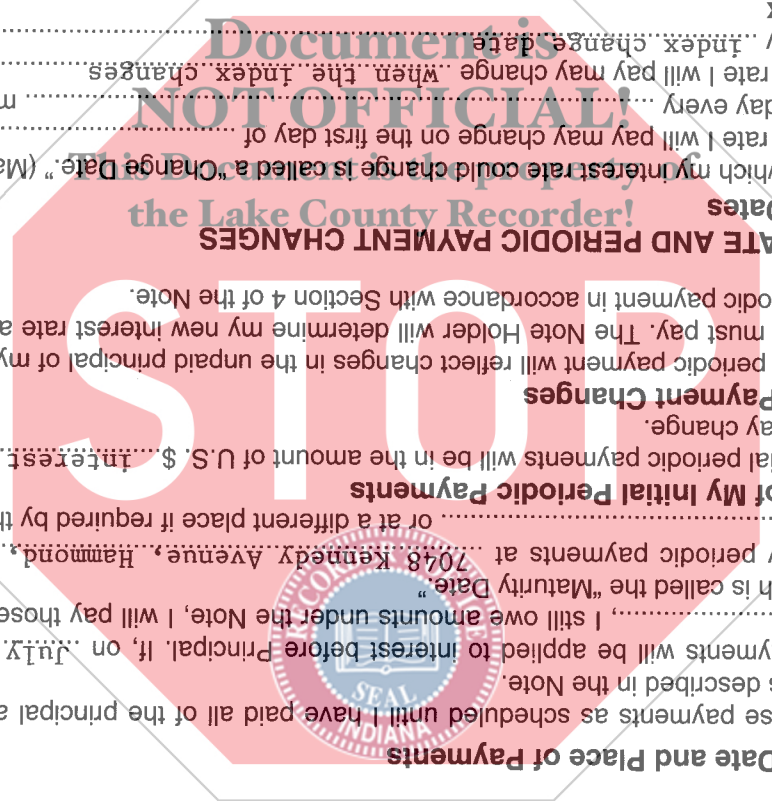 Document is
NOT OFFICIAL!
This Document is the property of
the Lake County Recorder!
STOP
RECORDER OFFICE
SEAL
INDIANA
Date and Place of Payments
se payments as scheduled until I have paid all of the principal a
s described in the Note.
yments will be applied to interest before Principal. If, on July
, I still owe amounts under the Note, I will pay those
h is called the "Maturity Date."
y periodic payments at 7048 Kennedy Avenue, Hammond,
or at a different place if required by th
of My Initial Periodic Payments
ial periodic payments will be in the amount of U.S. $ interest
ay change.
Payment Changes
periodic payment will reflect changes in the unpaid principal of my
must pay. The Note Holder will determine my new interest rate a
odic payment in accordance with Section 4 of the Note.
ATE AND PERIODIC PAYMENT CHANGES
Dates
which my interest rate could change is called a "Change Date." (Ma
rate I will pay may change on the first day of
day every m
rate I will pay may change when the index changes
y index change date